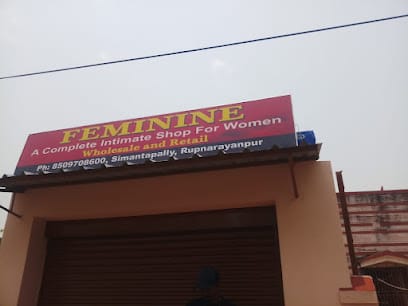 FEMININE
A Complete Intimate Shop For Women
Wholesale and Retail
Ph: 8509708600, Simantapally, Rupnarayanpur